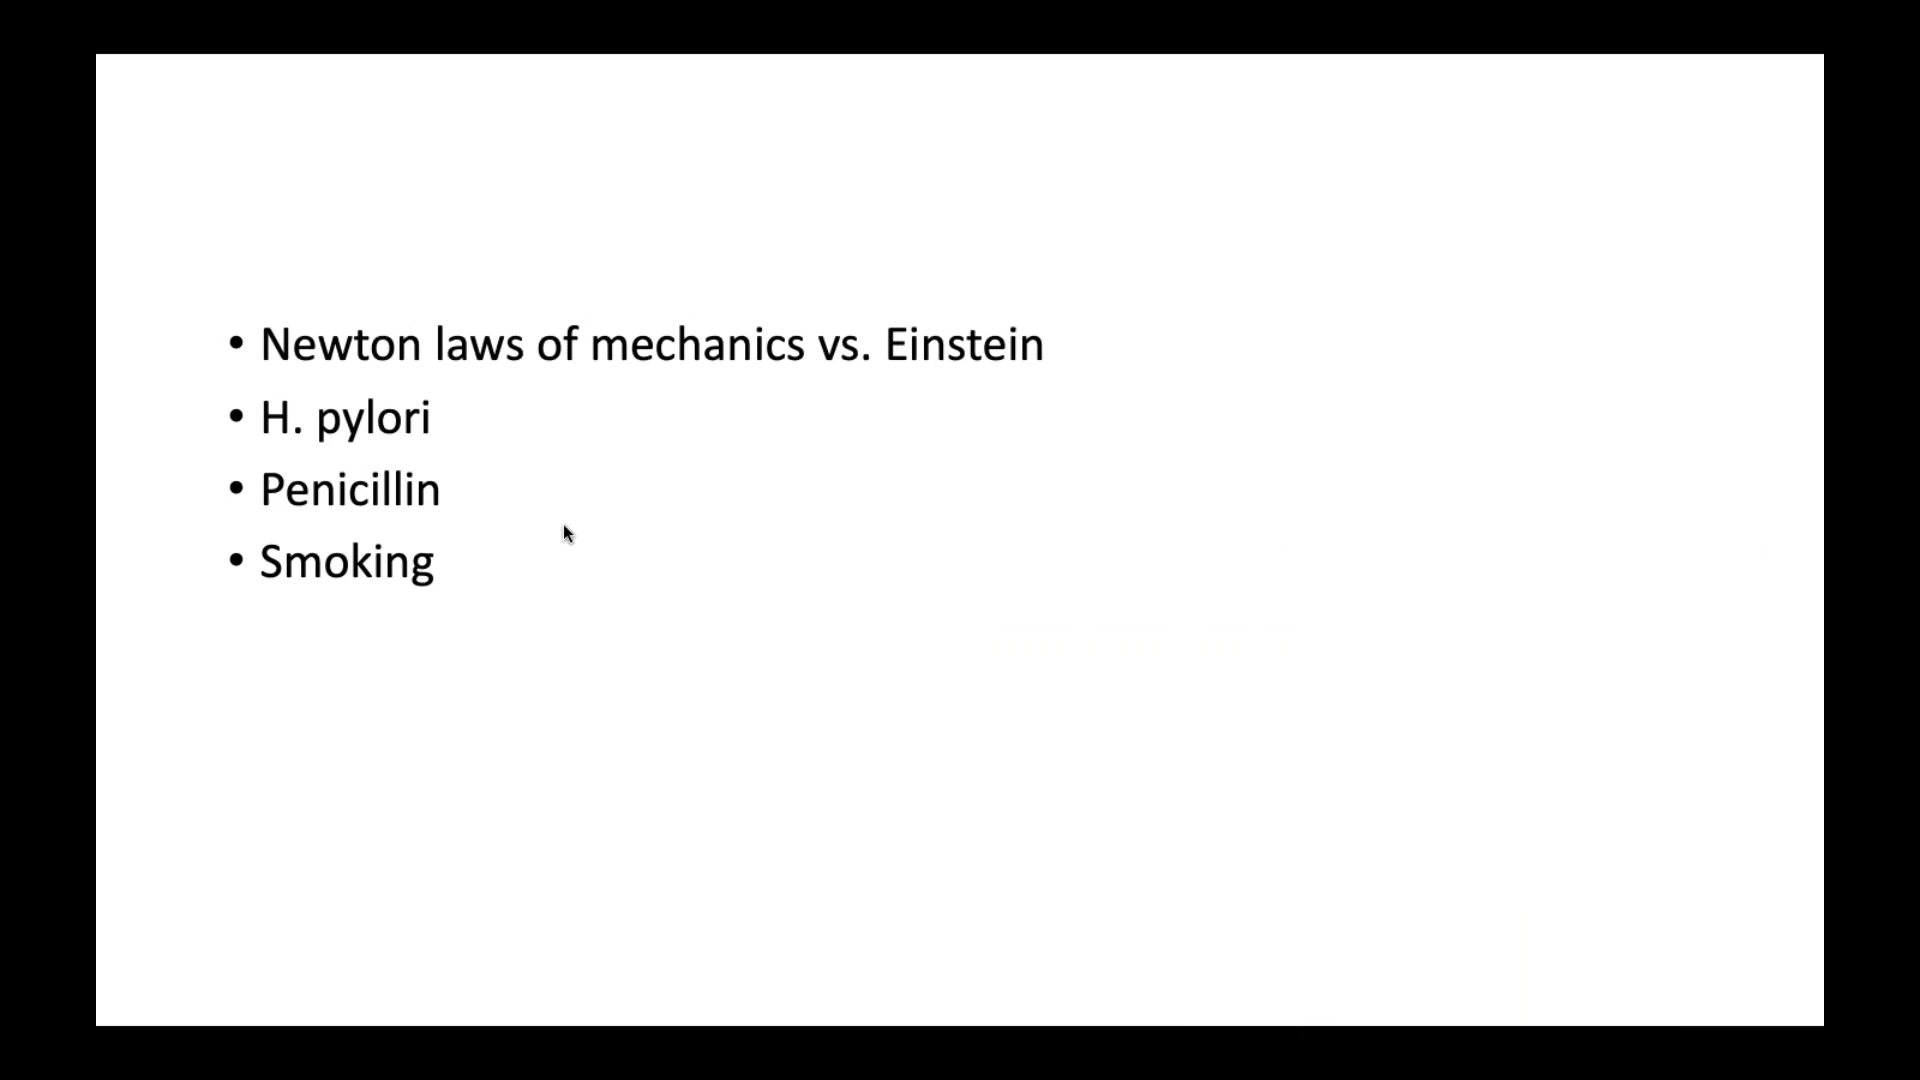 • Newton laws of mechanics vs. Einstein
• H. pylori
• Penicillin
• Smoking